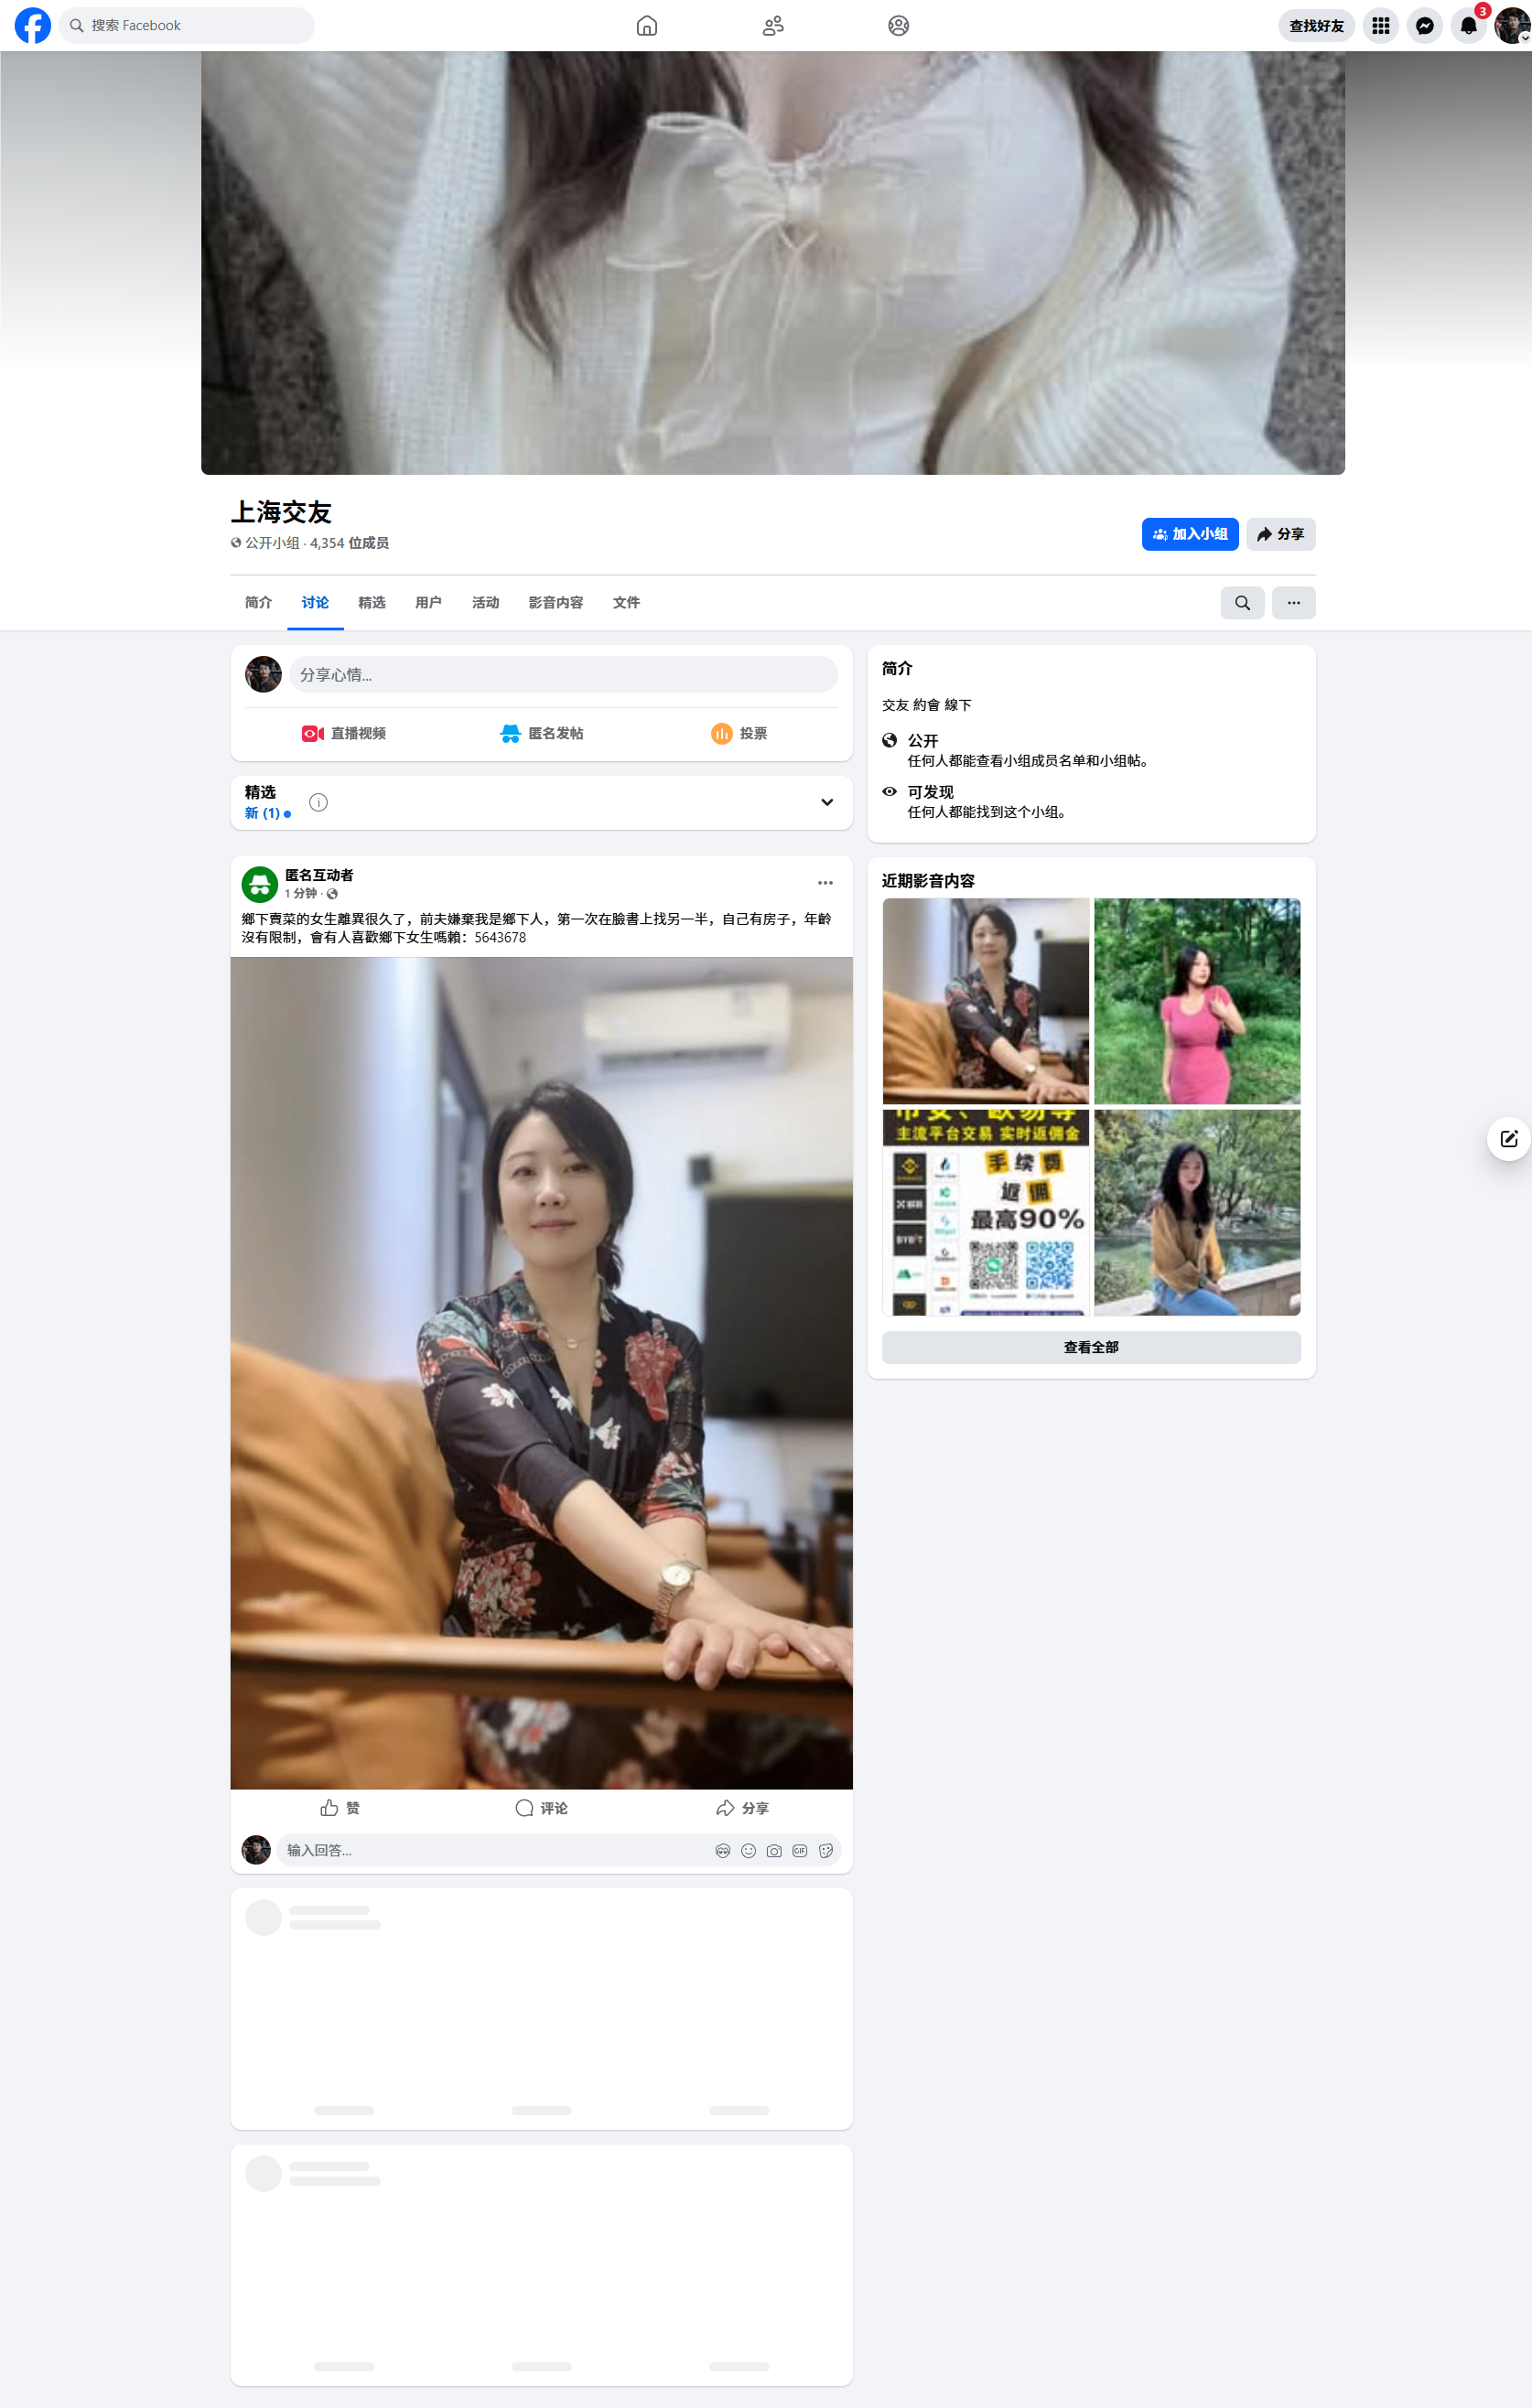 搜索 Facebook
查找好友
3
上海交友
公开小组 · 4,354 位成员
加入小组
分享
简介
讨论
精选
用户
活动
影音内容
文件
分享心情...
直播视频
匿名发帖
投票
精选
新 (1)
匿名互动者
1 分钟
鄉下賣菜的女生離異很久了，前夫嫌棄我是鄉下人，第一次在臉書上找另一半，自己有房子，年齡
沒有限制，會有人喜歡鄉下女生嗎賴：5643678
赞
评论
分享
输入回答...
GIF
简介
交友 約會 線下
公开
任何人都能查看小组成员名单和小组帖。
可发现
任何人都能找到这个小组。
近期影音内容
币安、欧易等
主流平台交易 实时返佣金
手续费
返佣
最高90%
BYBIT
查看全部